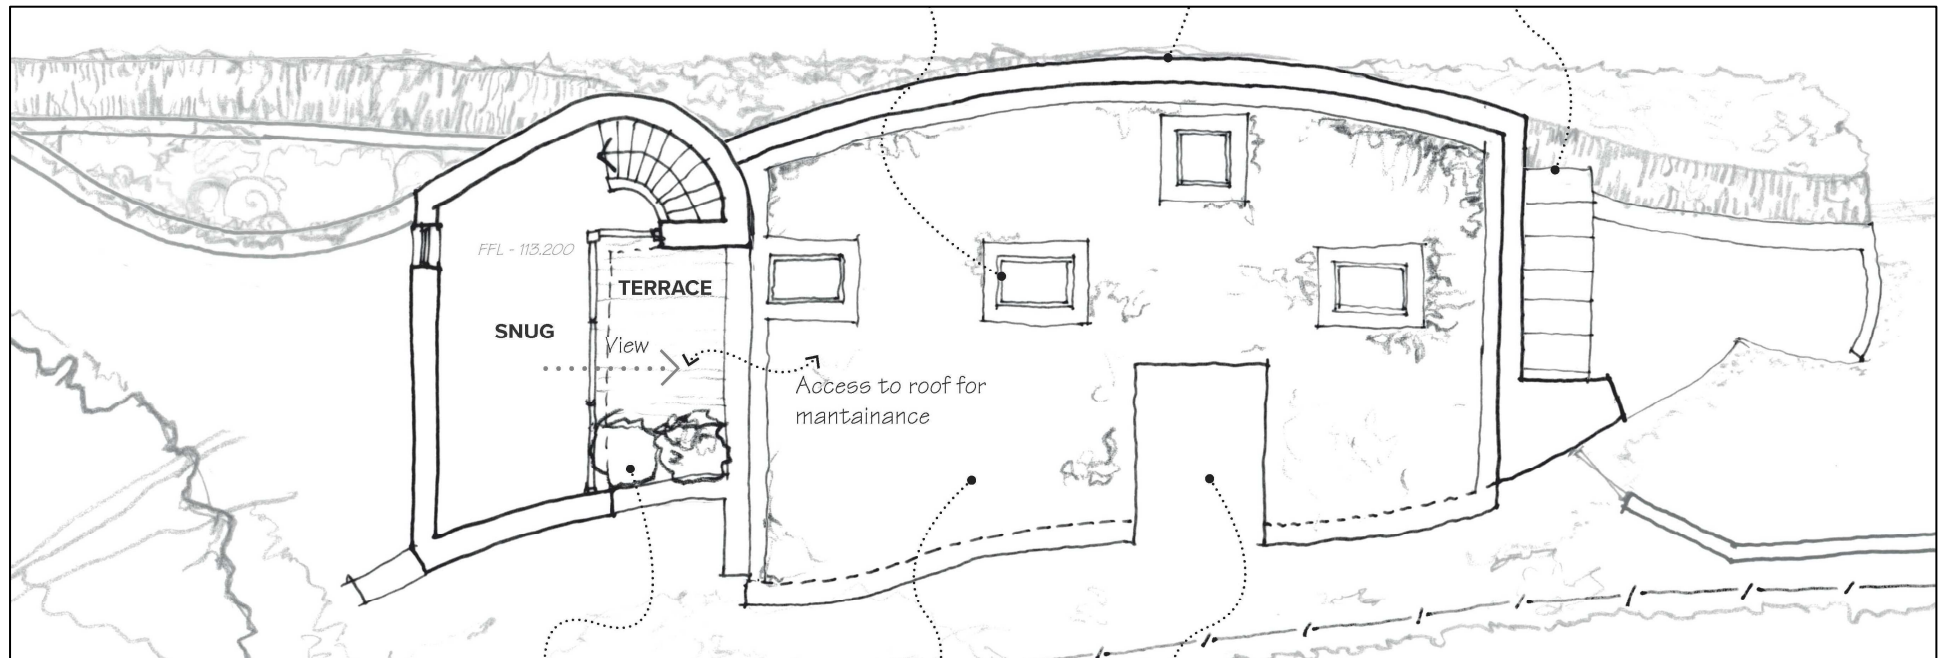 FFL - 113.200
TERRACE
SNUG
View
Access to roof for
mantainance